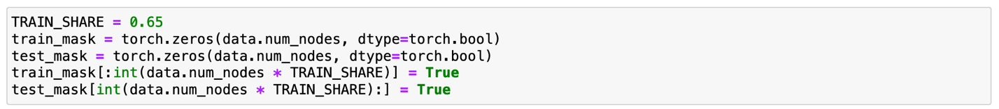 TRAIN_SHARE = 0.65
train_mask = torch.zeros(data.num_nodes, dtype=torch.bool)
test_mask = torch.zeros(data.num_nodes, dtype=torch.bool)
train_mask[:int(data.num_nodes * TRAIN_SHARE)] = True
test_mask[int(data.num_nodes * TRAIN_SHARE):] = True